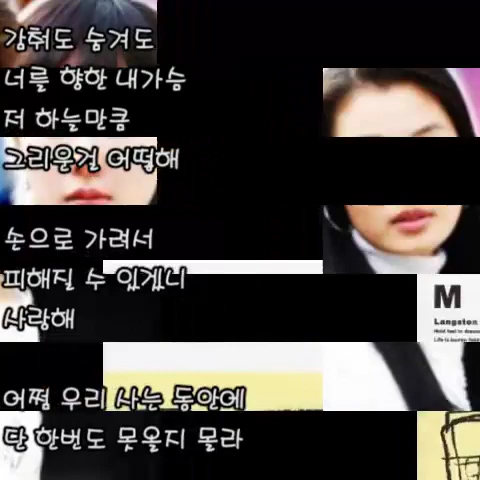 감춰도 숨겨도
너를 향한 내가슴
저 하늘만큼
그리운걸 어떡해
손으로 가려서
피해질 수 있겠니
사랑해
M
Langston
어쩜 우리 사는 동안에
단 한번도 못올지 몰라